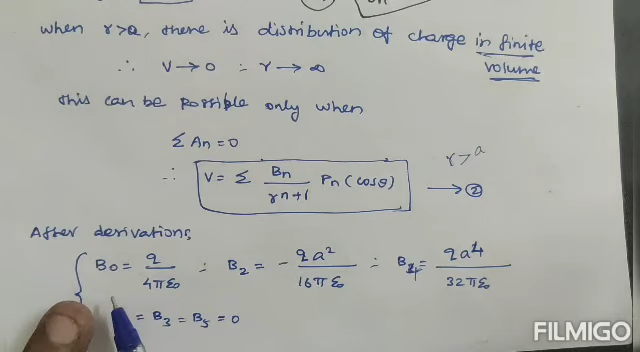 when r>a, there is distribution of charge in finite volume
∴ V→0 ∵ r→∞
this can be possible only when
Σ An = 0
∴ V = Σ Bn / r^n+1 Pn (cosθ) → ② r>a
After derivations,
B0 = q / 4πε0 ∵ B2 = - qa² / 16πε0 ∵ B4 = qa⁴ / 32πε0
= B3 = B5 = 0
FILMIGO